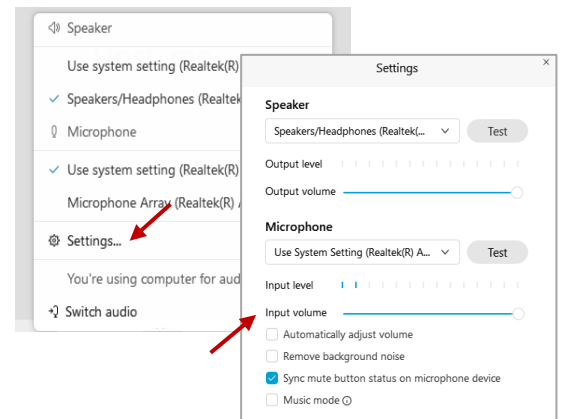 Speaker
Use system setting (Realtek(R)
Speakers/Headphones (Realtek
Microphone
Use system setting (Realtek(R)
Microphone Array (Realtek(R) A
Settings...
You're using computer for aud
Switch audio
Settings
Speaker
Speakers/Headphones (Realtek(...
Test
Output level
Output volume
Microphone
Use System Setting (Realtek(R) A...
Test
Input level
Input volume
Automatically adjust volume
Remove background noise
Sync mute button status on microphone device
Music mode